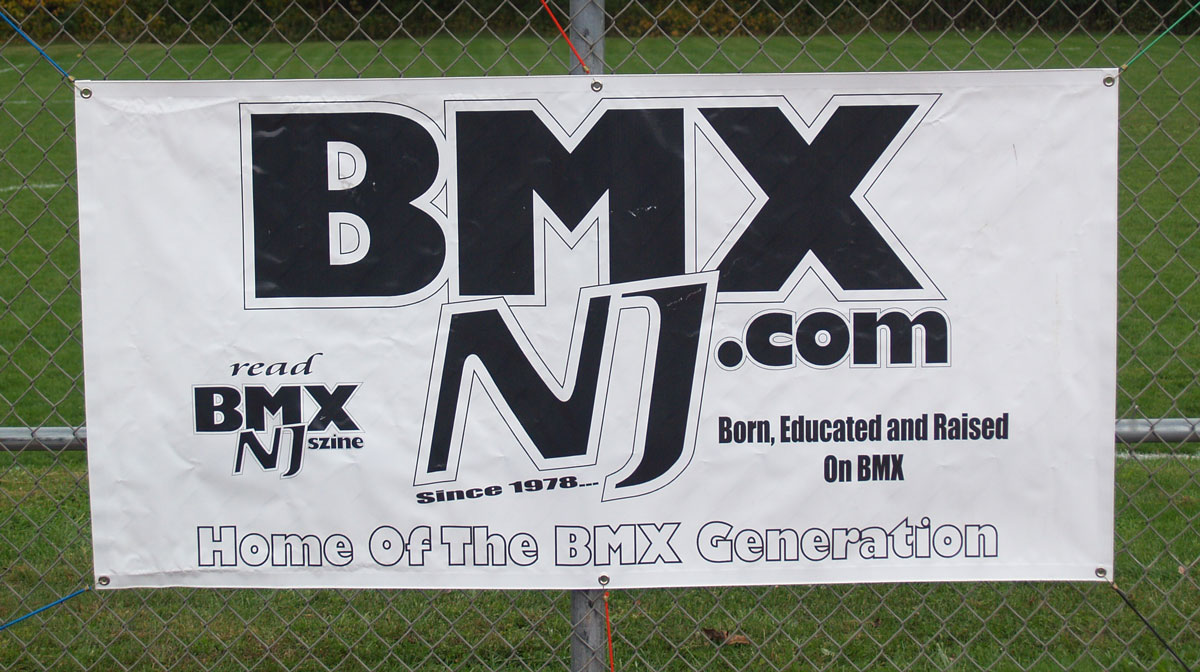 BMX
NJ
.com
read
BMX
NJ szine
Born, Educated and Raised
On BMX
Since 1978...
Home Of The BMX Generation